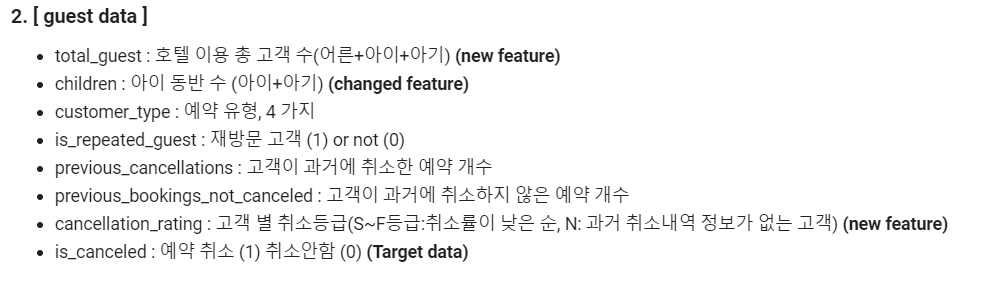 2. [ guest data ]
• total_guest : 호텔 이용 총 고객 수(어른+아이+아기) (new feature)
• children : 아이 동반 수 (아이+아기) (changed feature)
• customer_type : 예약 유형, 4 가지
• is_repeated_guest : 재방문 고객 (1) or not (0)
• previous_cancellations : 고객이 과거에 취소한 예약 개수
• previous_bookings_not_canceled : 고객이 과거에 취소하지 않은 예약 개수
• cancellation_rating : 고객 별 취소등급(S~F등급:취소률이 낮은 순, N: 과거 취소내역 정보가 없는 고객) (new feature)
• is_canceled : 예약 취소 (1) 취소안함 (0) (Target data)